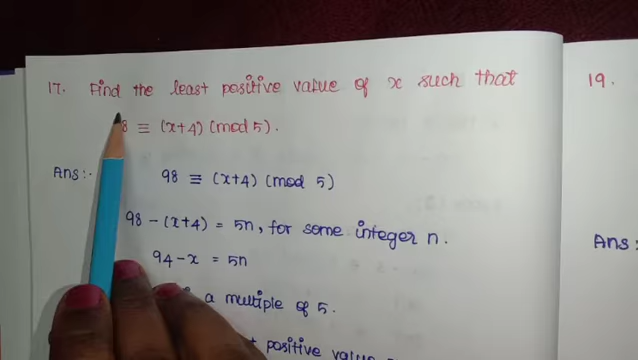 17. Find the least positive value of x such that
8 ≡ (x+4) (mod 5).
Ans:- 98 ≡ (x+4) (mod 5)
98 - (x+4) = 5n, for some integer n.
94 - x = 5n
a multiple of 5.
positive value
19.
Ans: